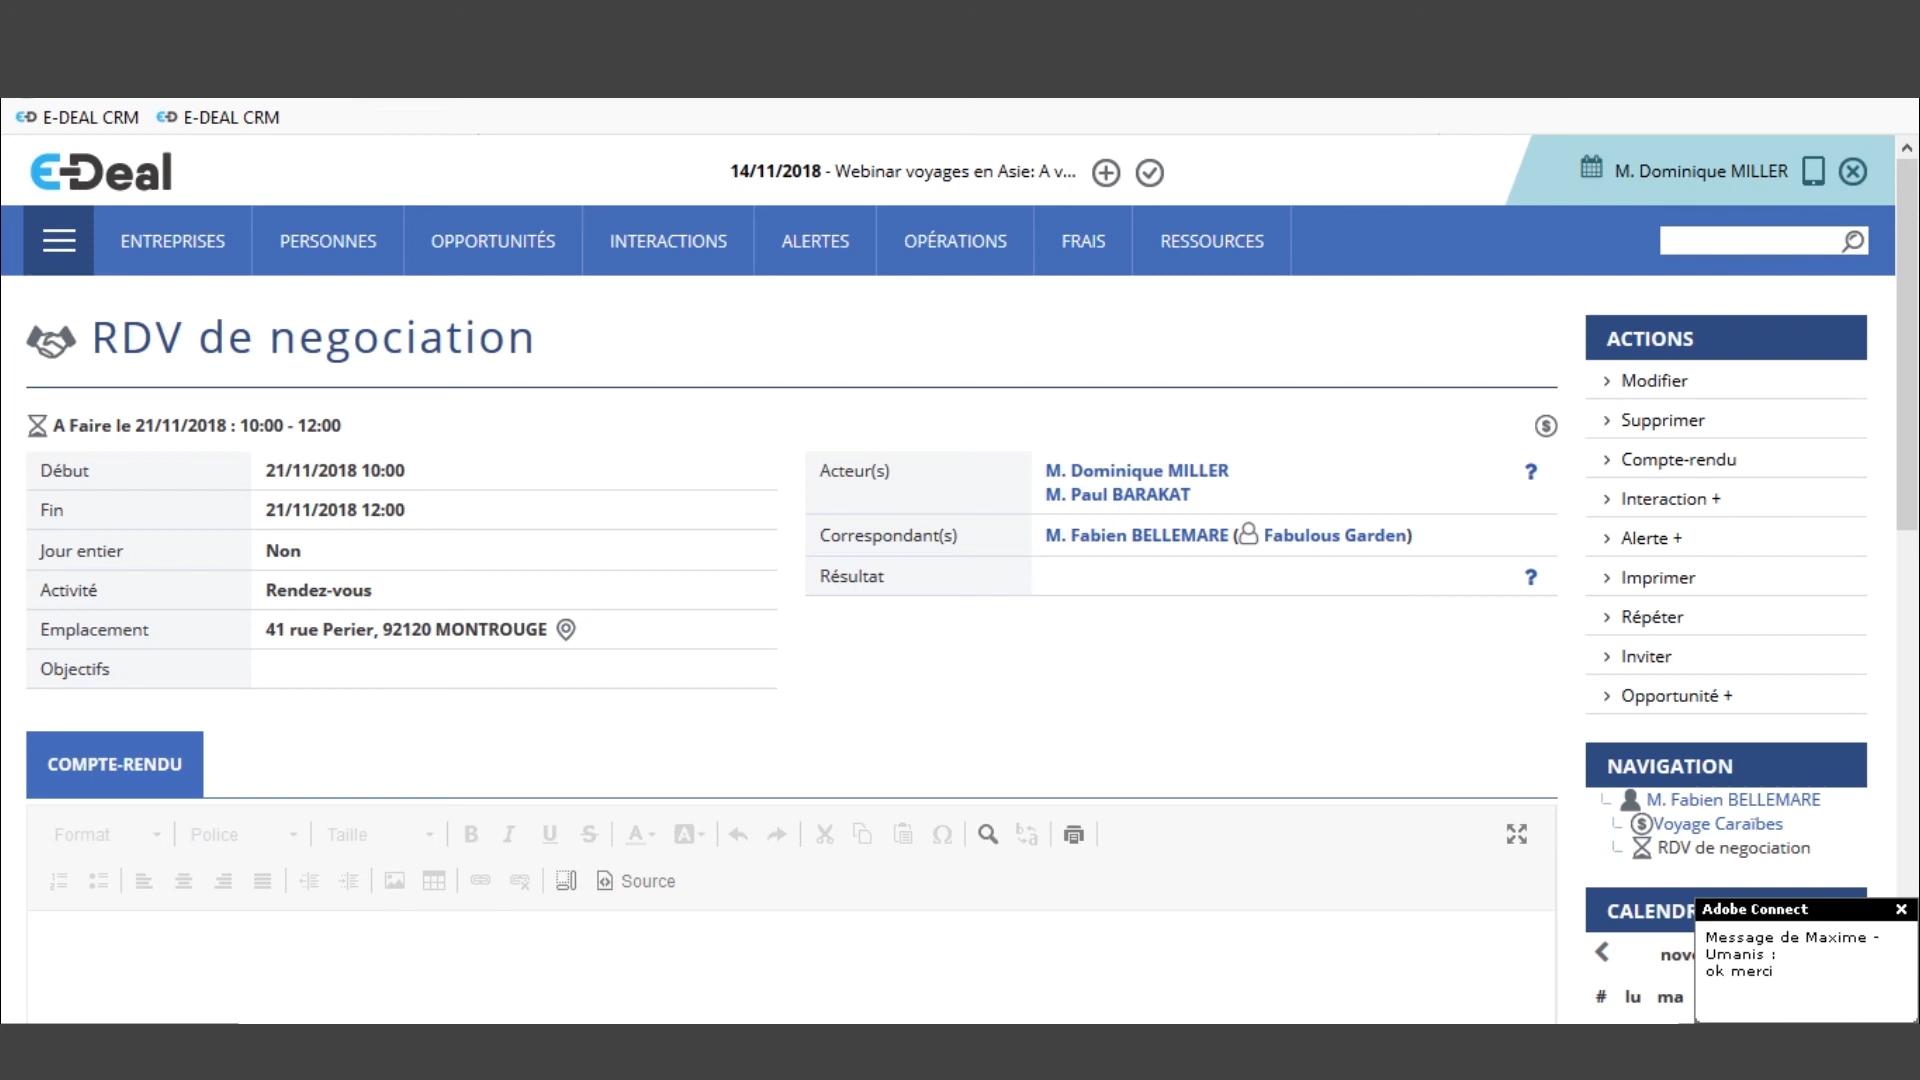 E-DEAL CRM E-DEAL CRM
E-Deal
14/11/2018 - Webinar voyages en Asie: A v...
M. Dominique MILLER
ENTREPRISES PERSONNES OPPORTUNITÉS INTERACTIONS ALERTES OPÉRATIONS FRAIS RESSOURCES
RDV de negociation
A Faire le 21/11/2018 : 10:00 - 12:00
Début 21/11/2018 10:00
Fin 21/11/2018 12:00
Jour entier Non
Activité Rendez-vous
Emplacement 41 rue Perier, 92120 MONTROUGE
Objectifs
Acteur(s) M. Dominique MILLER ?
M. Paul BARAKAT
Correspondant(s) M. Fabien BELLEMARE ( Fabulous Garden)
Résultat ?
COMPTE-RENDU
Format Police Taille B I U S A A Ω
Source
ACTIONS
> Modifier
> Supprimer
> Compte-rendu
> Interaction +
> Alerte +
> Imprimer
> Répéter
> Inviter
> Opportunité +
NAVIGATION
M. Fabien BELLEMARE
Voyage Caraïbes
RDV de negociation
CALENDR
nove
# lu ma
Adobe Connect x
Message de Maxime -
Umanis :
ok merci